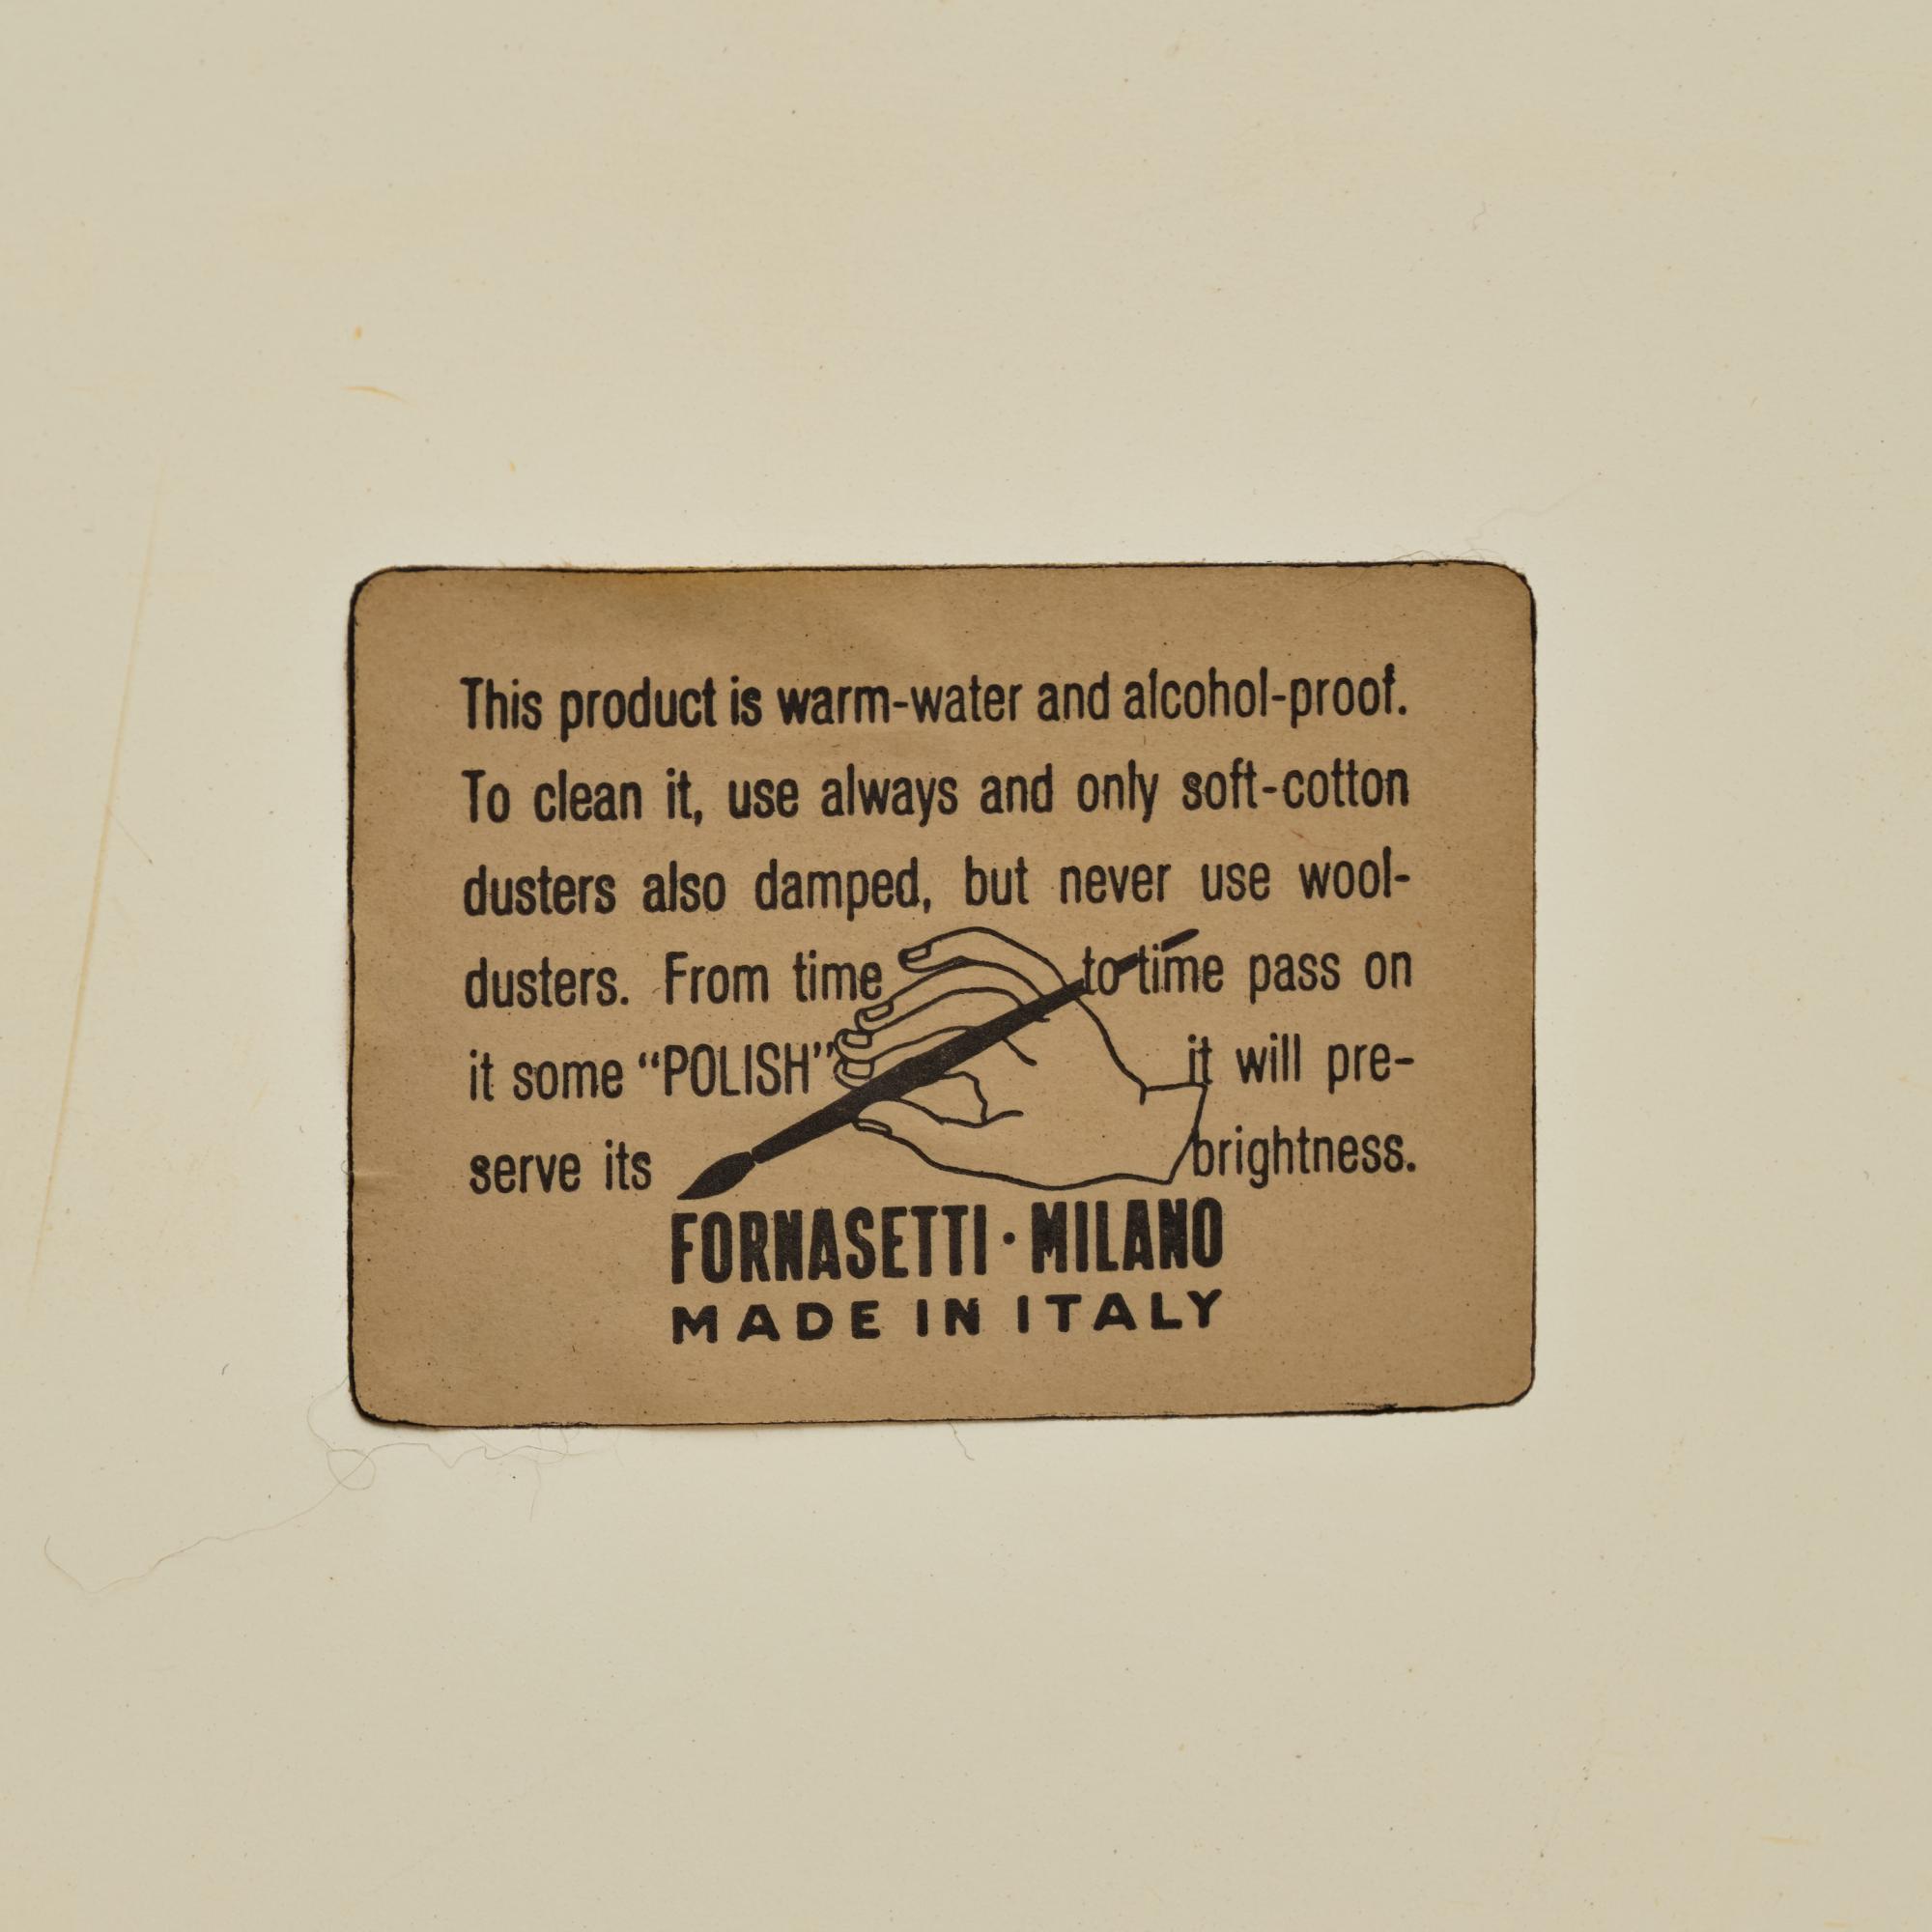 This product is warm-water and alcohol-proof.
To clean it, use always and only soft-cotton
dusters also damped, but never use wool-
dusters. From time to time pass on
it some “POLISH” it will pre-
serve its brightness.
FORNASETTI · MILANO
MADE IN ITALY